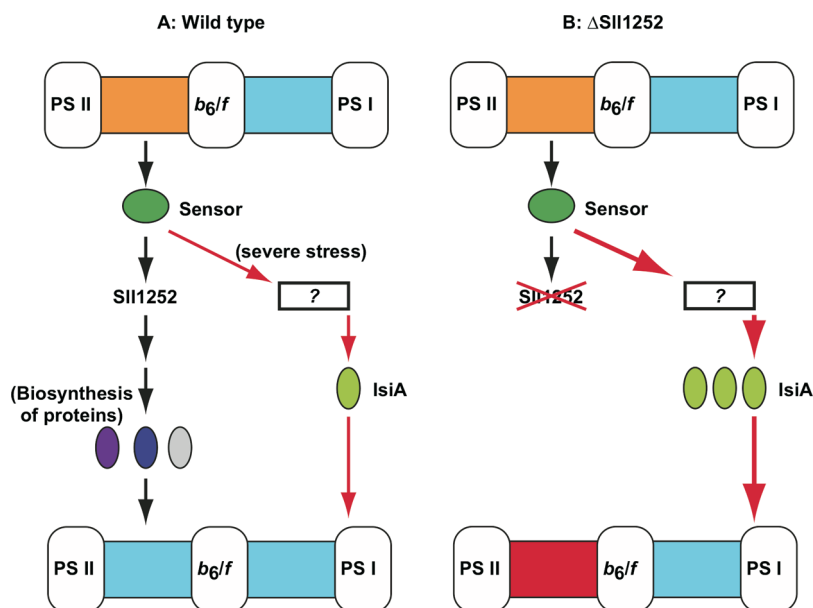 A: Wild type
PS II
b6/f
PS I
Sensor
(severe stress)
Sll1252
?
IsiA
(Biosynthesis
of proteins)
PS II
b6/f
PS I
B: ΔSll1252
PS II
b6/f
PS I
Sensor
Sll1252
?
IsiA
PS II
b6/f
PS I